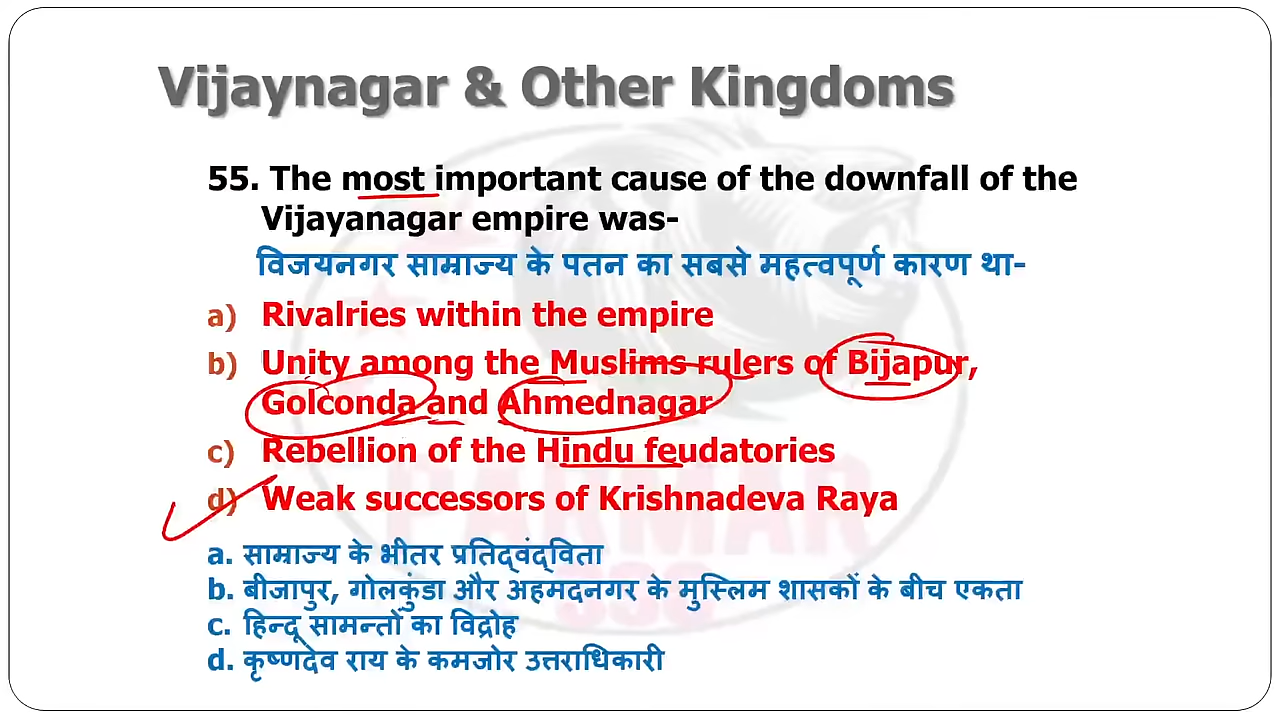 Vijaynagar & Other Kingdoms
55. The most important cause of the downfall of the
Vijayanagar empire was-
विजयनगर साम्राज्य के पतन का सबसे महत्वपूर्ण कारण था-
a) Rivalries within the empire
b) Unity among the Muslims rulers of Bijapur,
Golconda and Ahmednagar
c) Rebellion of the Hindu feudatories
d) Weak successors of Krishnadeva Raya
a. साम्राज्य के भीतर प्रतिद्वंद्विता
b. बीजापुर, गोलकुंडा और अहमदनगर के मुस्लिम शासकों के बीच एकता
c. हिन्दू सामन्तों का विद्रोह
d. कृष्णदेव राय के कमजोर उत्तराधिकारी
PARMAR